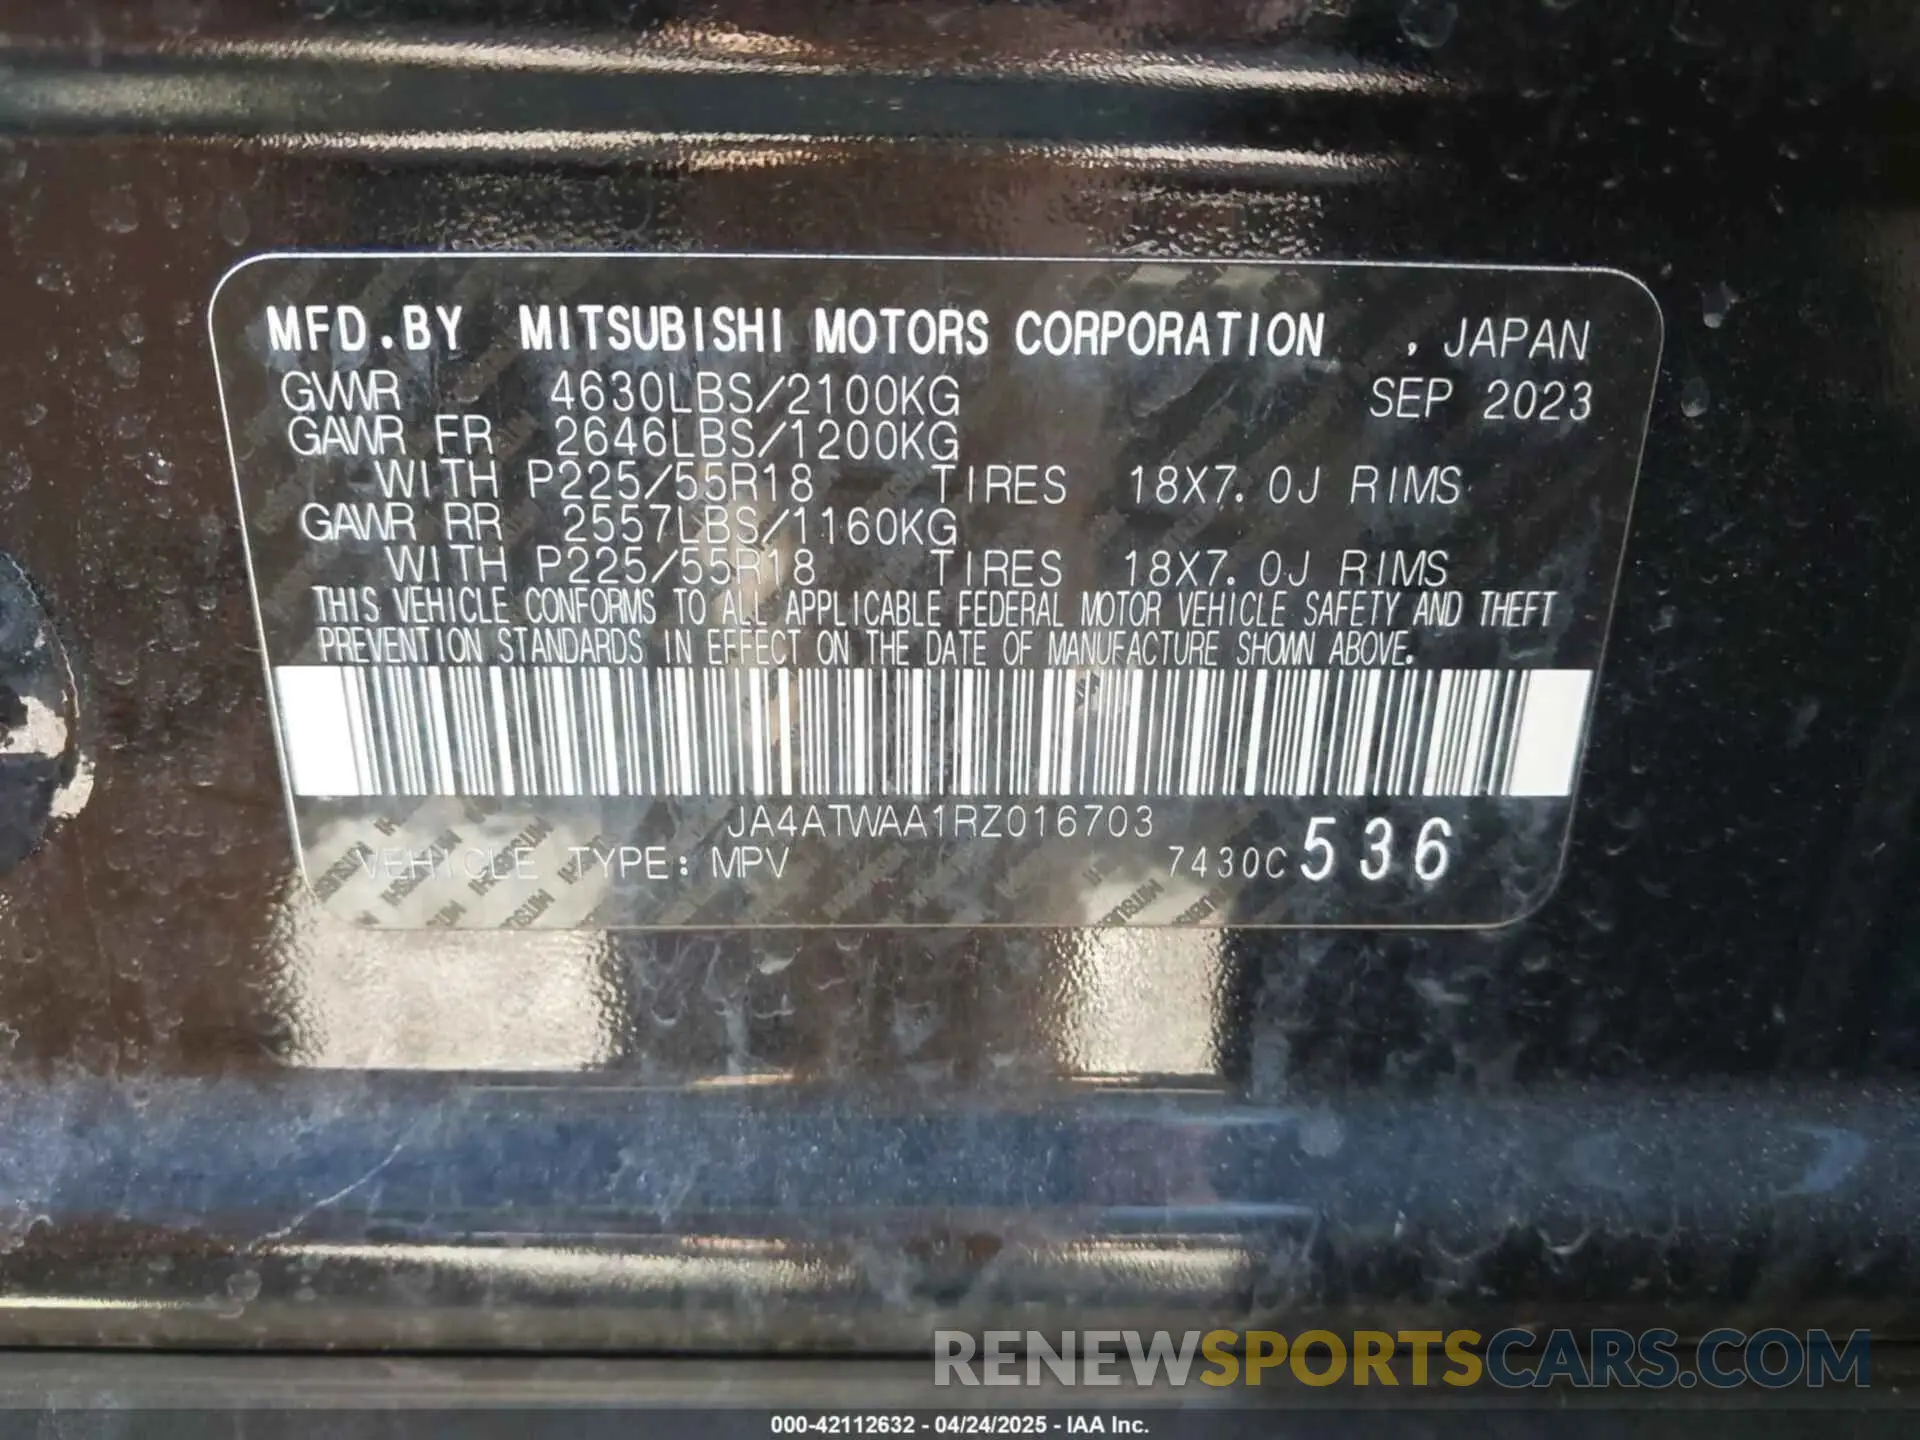 MFD.BY MITSUBISHI MOTORS CORPORATION , JAPAN
GVWR 4630LBS/2100KG SEP 2023
GAWR FR 2646LBS/1200KG
WITH P225/55R18 TIRES 18X7.0J RIMS
GAWR RR 2557LBS/1160KG
WITH P225/55R18 TIRES 18X7.0J RIMS
THIS VEHICLE CONFORMS TO ALL APPLICABLE FEDERAL MOTOR VEHICLE SAFETY AND THEFT
PREVENTION STANDARDS IN EFFECT ON THE DATE OF MANUFACTURE SHOWN ABOVE.
JA4ATWAA1RZ016703
VEHICLE TYPE: MPV 7430C 536
RENEWSPORTSCARS.COM
000-42112632 - 04/24/2025 - IAA Inc.